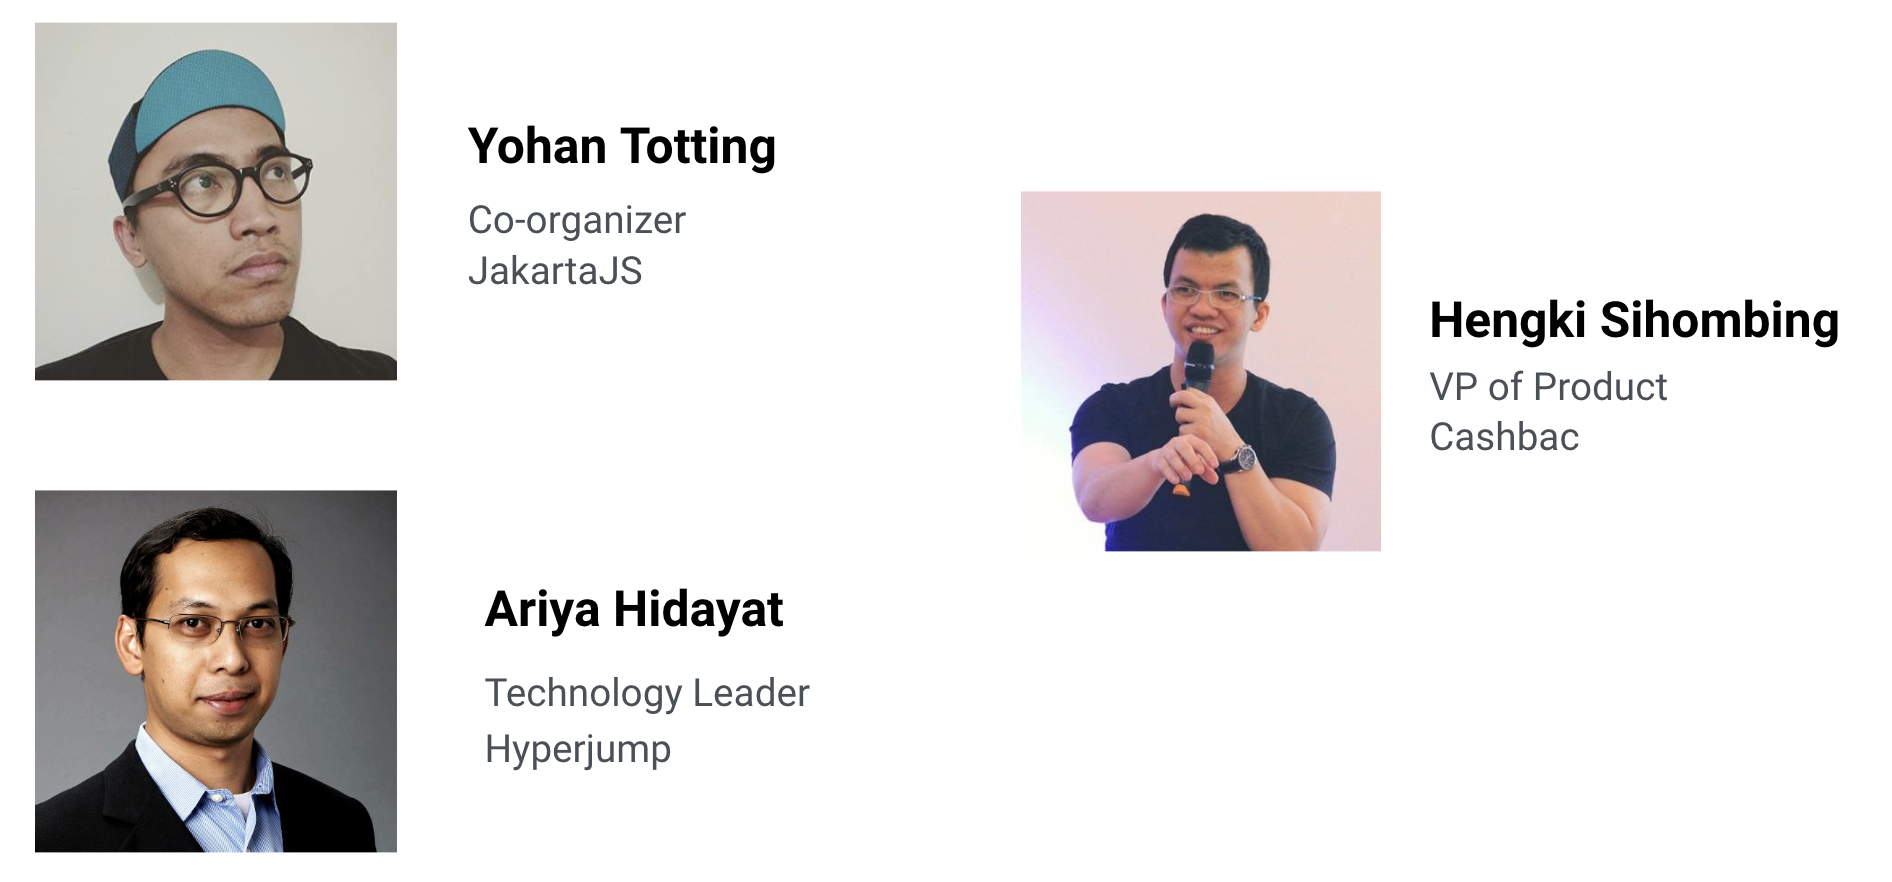 Yohan Totting
Co-organizer
JakartaJS
Hengki Sihombing
VP of Product
Cashbac
Ariya Hidayat
Technology Leader
Hyperjump